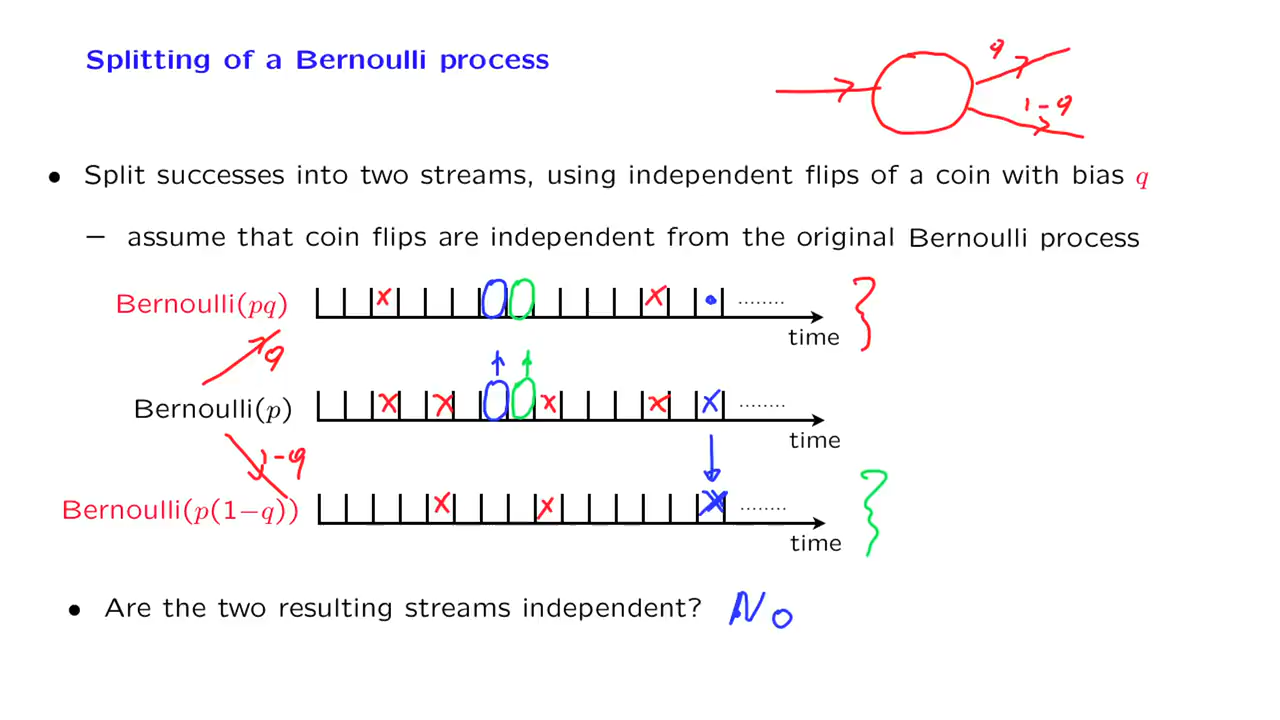 Splitting of a Bernoulli process
q
1-q
• Split successes into two streams, using independent flips of a coin with bias q
– assume that coin flips are independent from the original Bernoulli process
Bernoulli(pq) x x ........
time
q
Bernoulli(p) x x x x x ........
time
1-q
Bernoulli(p(1−q)) x x x ........
time
• Are the two resulting streams independent? No